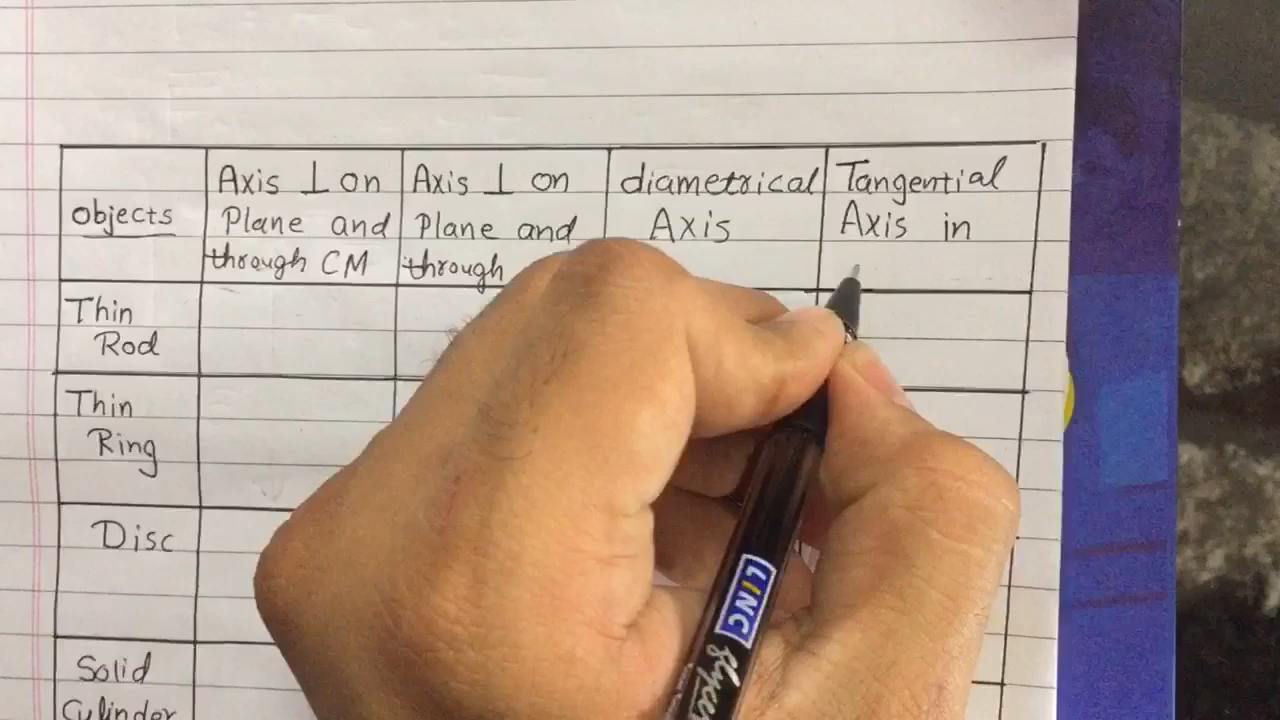 objects
Axis ⊥ on
Plane and
through CM
Axis ⊥ on
Plane and
through
diametrical
Axis
Tangential
Axis in
Thin
Rod
Thin
Ring
Disc
Solid
Cylinder
LINC